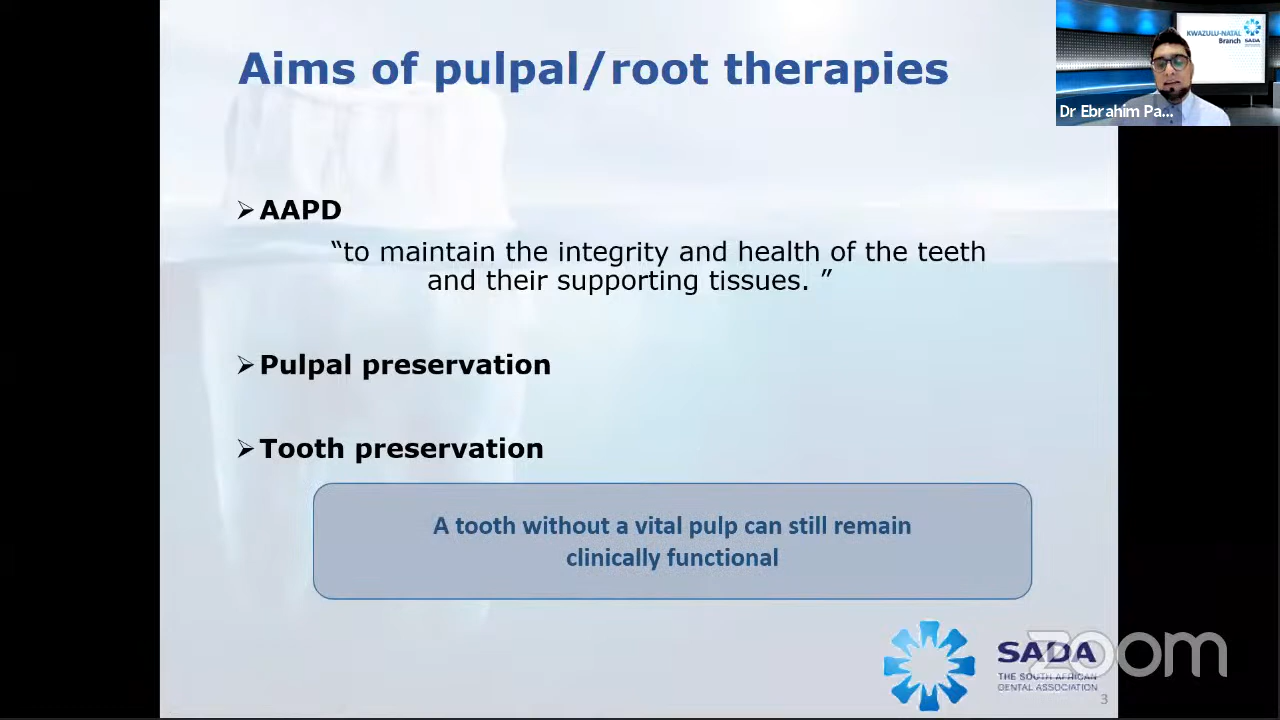 Aims of pulpal/root therapies
KWAZULU-NATAL
Branch SADA
Dr Ebrahim Pa...
➢ AAPD
“to maintain the integrity and health of the teeth
and their supporting tissues. ”
➢ Pulpal preservation
➢ Tooth preservation
A tooth without a vital pulp can still remain
clinically functional
SADA
zoom
THE SOUTH AFRICAN
DENTAL ASSOCIATION
3